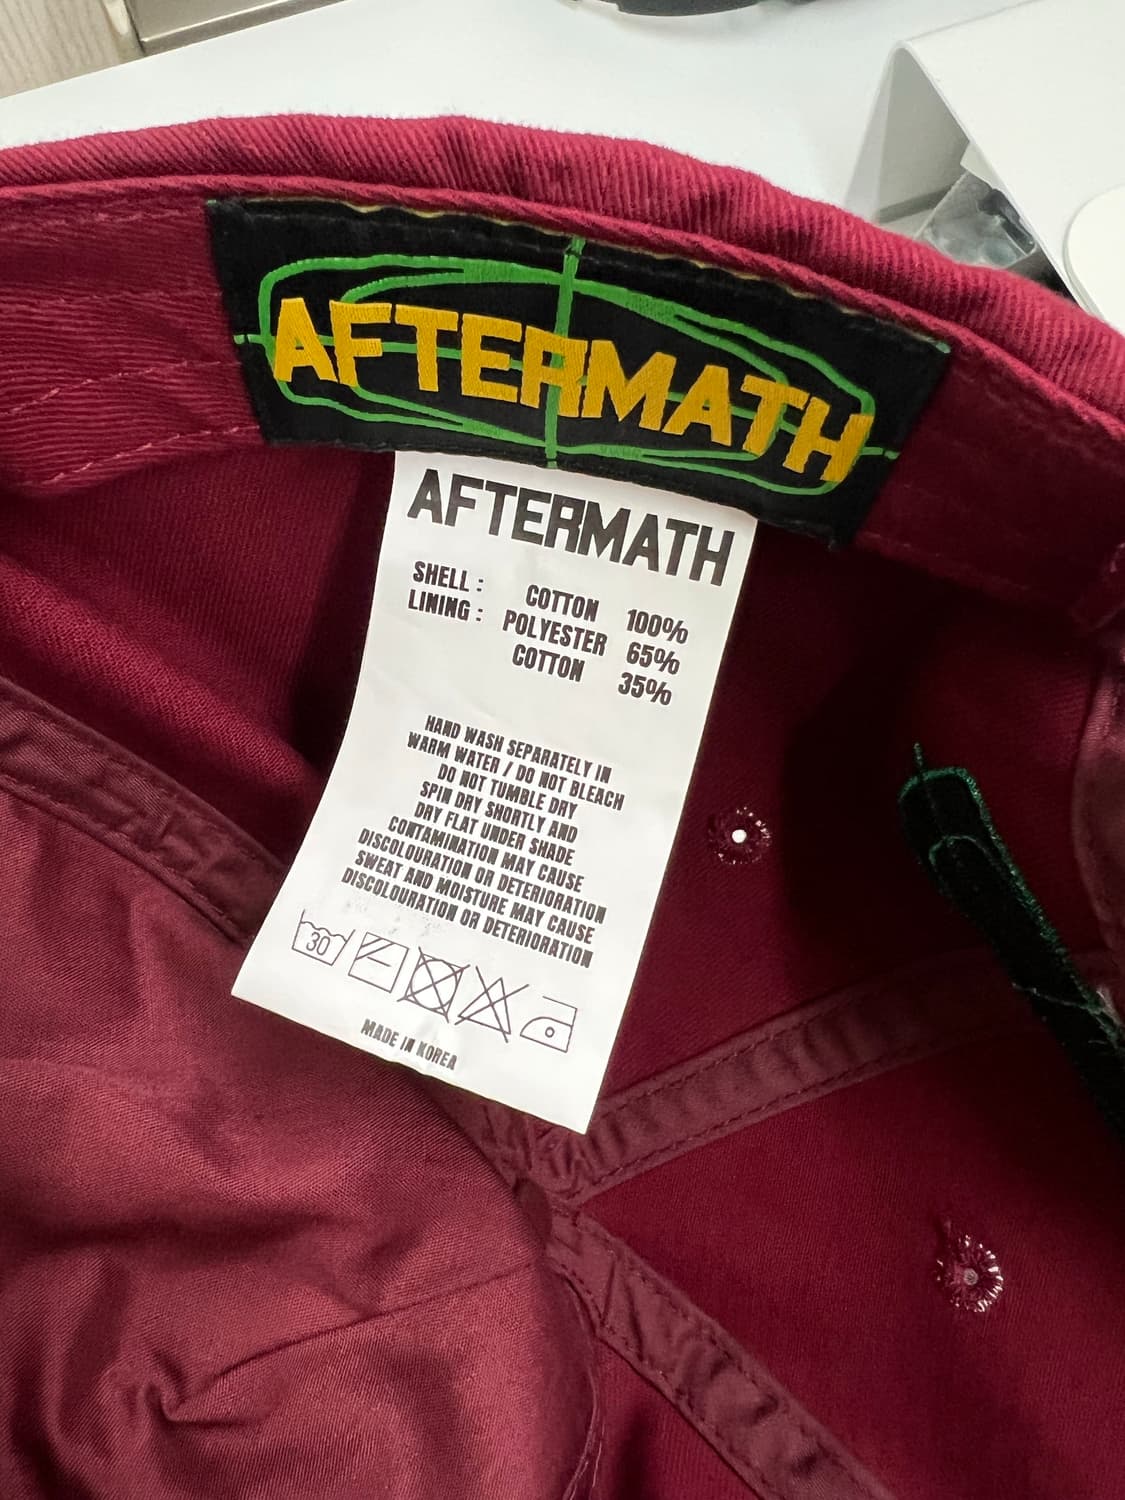 AFTERMATH
AFTERMATH
SHELL : COTTON 100%
LINING : POLYESTER 65%
COTTON 35%
HAND WASH SEPARATELY IN
WARM WATER / DO NOT BLEACH
DO NOT TUMBLE DRY
SPIN DRY SHORTLY AND
DRY FLAT UNDER SHADE
CONTAMINATION MAY CAUSE
DISCOLOURATION OR DETERIORATION
SWEAT AND MOISTURE MAY CAUSE
DISCOLOURATION OR DETERIORATION
30
MADE IN KOREA